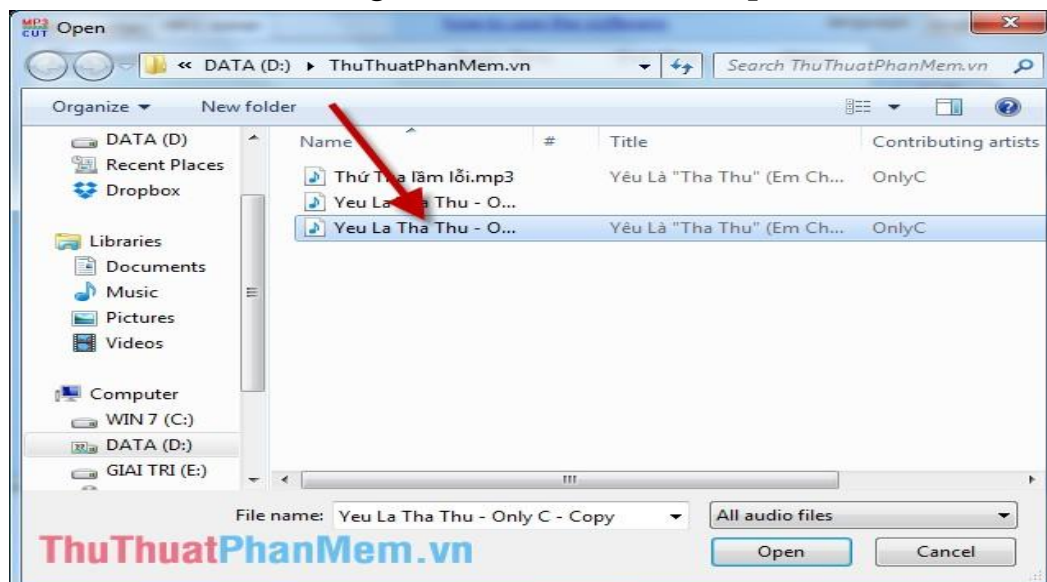 MP3 CUT Open
« DATA (D:) ▸ ThuThuatPhanMem.vn Search ThuThuatPhanMem.vn
Organize New folder
DATA (D)
Recent Places
Dropbox
Libraries
Documents
Music
Pictures
Videos
Computer
WIN 7 (C:)
DATA (D:)
GIAI TRI (E:)
Name # Title Contributing artists
Thứ Tha lầm lỗi.mp3 Yêu Là "Tha Thu" (Em Ch... OnlyC
Yeu La Tha Thu - O...
Yeu La Tha Thu - O... Yêu Là "Tha Thu" (Em Ch... OnlyC
File name: Yeu La Tha Thu - Only C - Copy All audio files
Open Cancel
ThuThuatPhanMem.vn